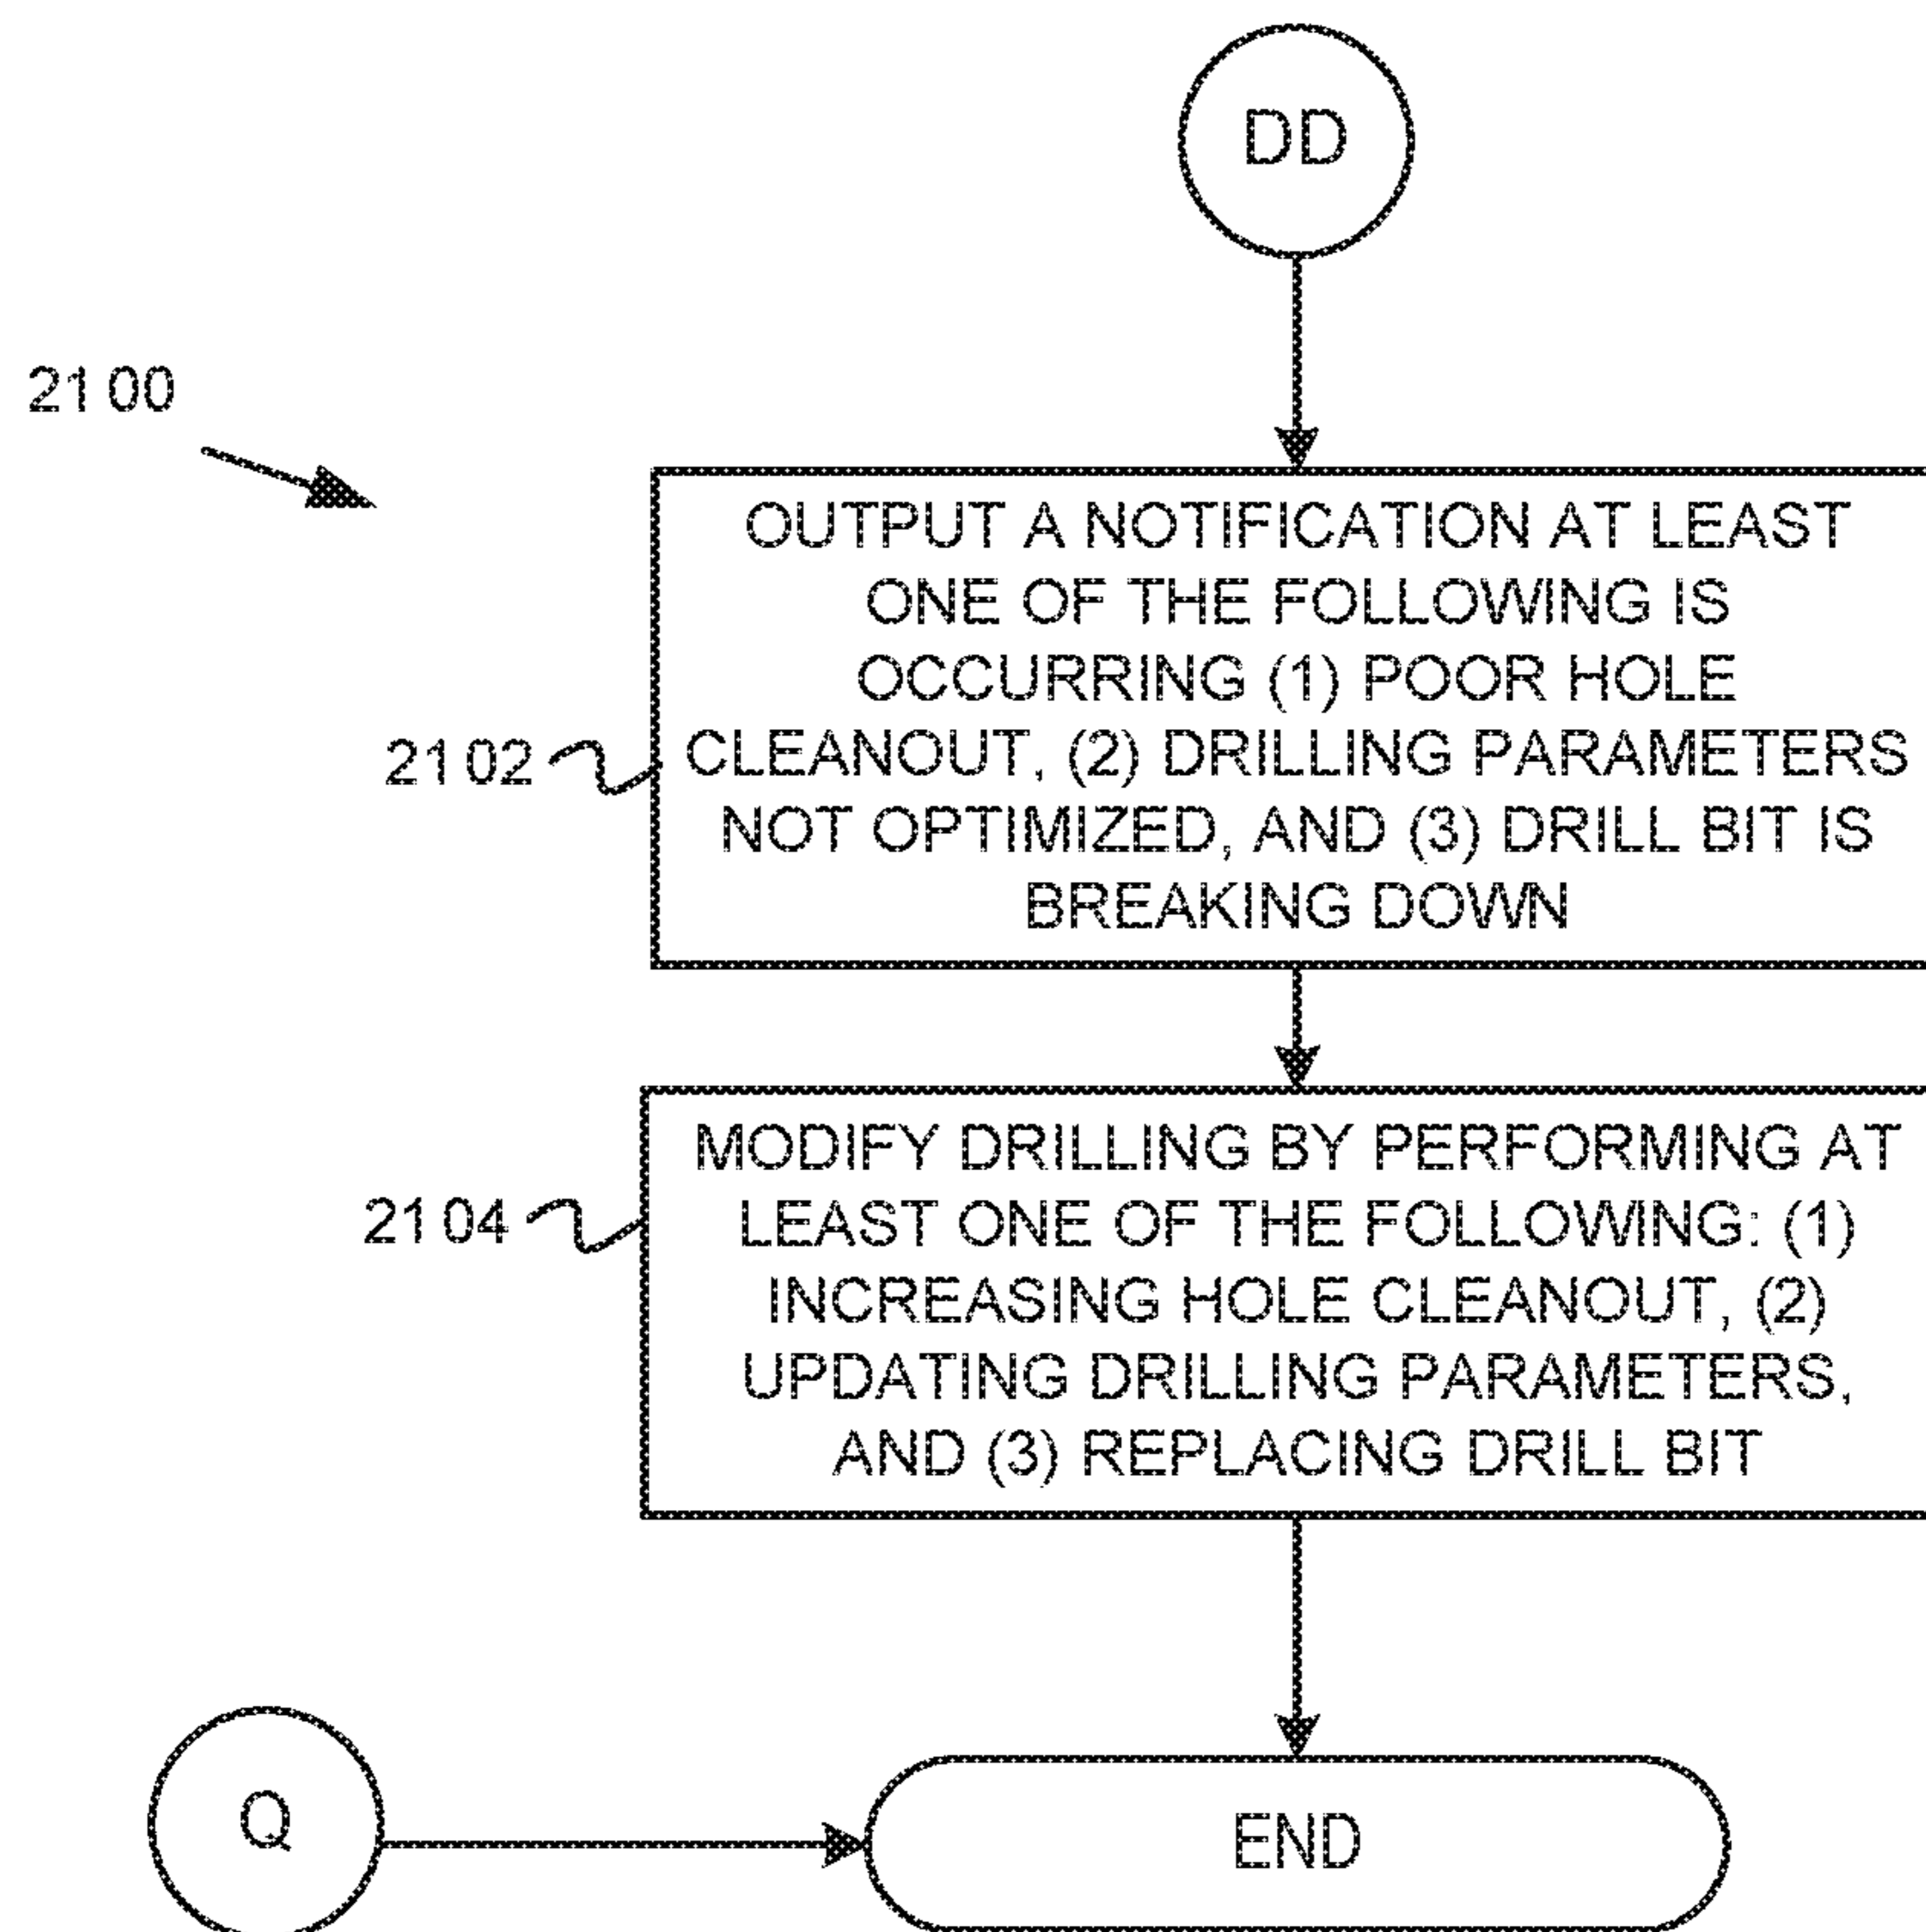 DD
2100
OUTPUT A NOTIFICATION AT LEAST
ONE OF THE FOLLOWING IS
OCCURRING (1) POOR HOLE
CLEANOUT, (2) DRILLING PARAMETERS
NOT OPTIMIZED, AND (3) DRILL BIT IS
BREAKING DOWN
2102
MODIFY DRILLING BY PERFORMING AT
LEAST ONE OF THE FOLLOWING: (1)
INCREASING HOLE CLEANOUT, (2)
UPDATING DRILLING PARAMETERS,
AND (3) REPLACING DRILL BIT
2104
Q
END